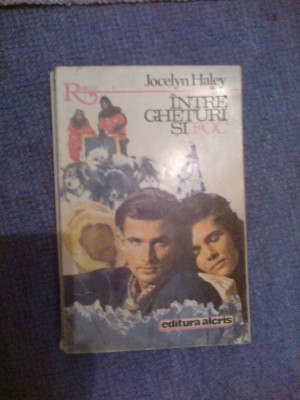 Jocelyn Haley
ÎNTRE
GHEȚURI
ȘI FOC
editura alcris